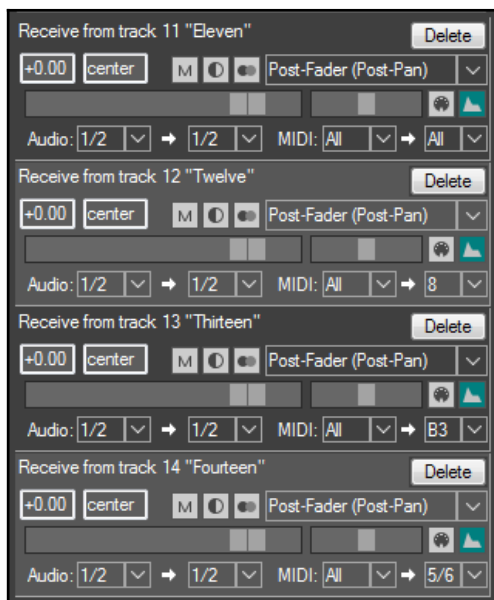 Receive from track 11 "Eleven" Delete
+0.00 center M Post-Fader (Post-Pan)
Audio: 1/2 1/2 MIDI: All All
Receive from track 12 "Twelve" Delete
+0.00 center M Post-Fader (Post-Pan)
Audio: 1/2 1/2 MIDI: All 8
Receive from track 13 "Thirteen" Delete
+0.00 center M Post-Fader (Post-Pan)
Audio: 1/2 1/2 MIDI: All B3
Receive from track 14 "Fourteen" Delete
+0.00 center M Post-Fader (Post-Pan)
Audio: 1/2 1/2 MIDI: All 5/6